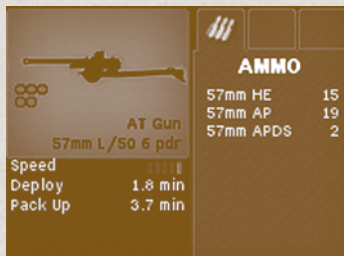 AT Gun
57mm L/50 6 pdr
Speed
Deploy 1.8 min
Pack Up 3.7 min
AMMO
57mm HE 15
57mm AP 19
57mm APDS 2